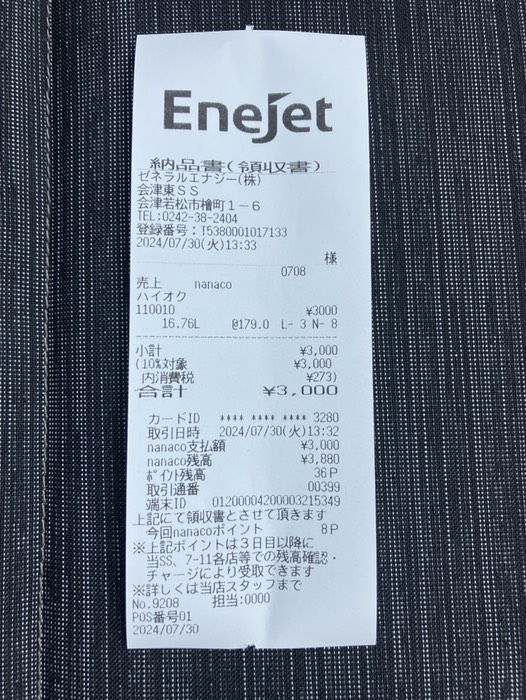 Enejet
納品書(領収書)
ゼネラルエナジー(株)
会津東SS
会津若松市檜町1-6
TEL:0242-38-2404
登録番号:T5380001017133
2024/07/30(火)13:33
様
0708
売上 nanaco
ハイオク
110010 ¥3000
16.76L @179.0 L- 3 N- 8
小計 ¥3,000
(10%対象 ¥3,000
内消費税 ¥273)
合計 ¥3,000
カードID **** **** **** 3280
取引日時 2024/07/30(火)13:32
nanaco支払額 ¥3,000
nanaco残高 ¥3,880
ポイント残高 36P
取引通番 00399
端末ID 01200004200003215349
上記にて領収書とさせて頂きます
今回nanacoポイント 8P
※上記ポイントは3日目以降に
当SS、7-11各店等での残高確認・
チャージにより受取できます
※詳しくは当店スタッフまで
No.9208 担当:0000
POS番号01
2024/07/30